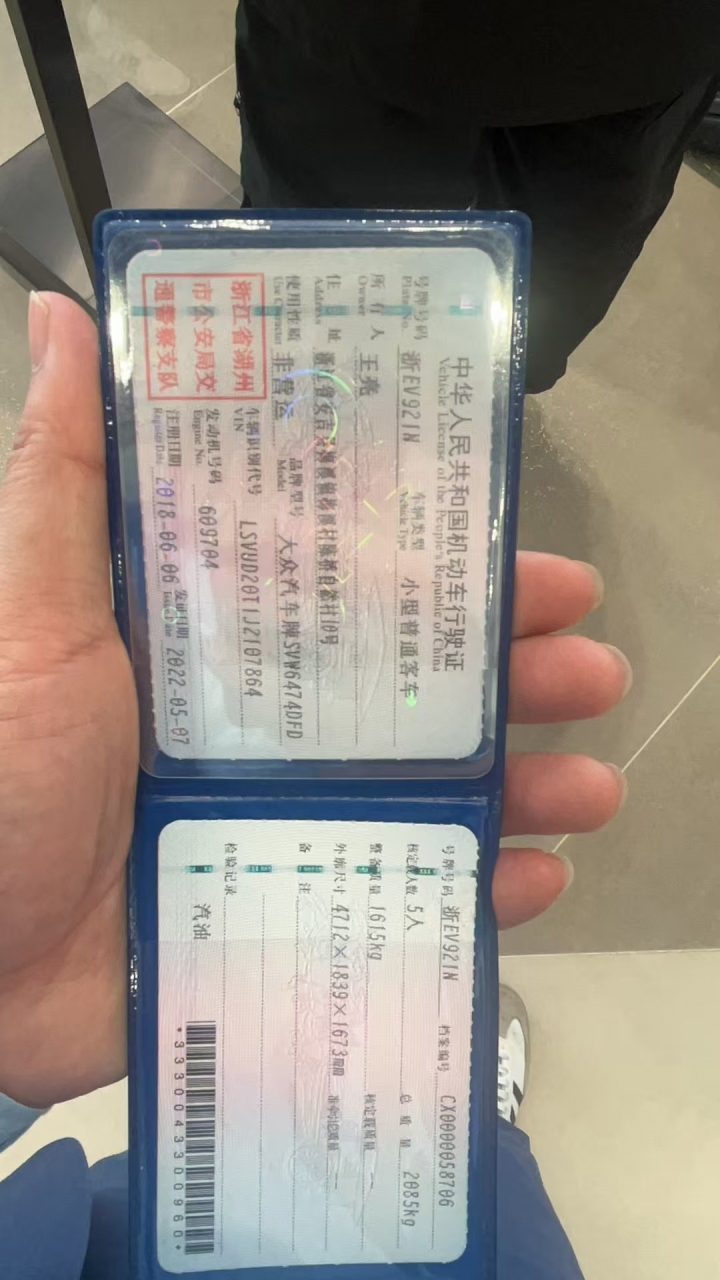 中华人民共和国机动车行驶证
Vehicle License of the People's Republic of China
号牌号码 浙EV921N 车辆类型 小型普通客车
Plate No. Vehicle Type
所有人 王亮
Owner
住址
Address
使用性质 非营运 品牌型号 大众汽车牌SVW6474DFD
Use Character Model
浙江省湖州
市公安局交
通警察支队
车辆识别代号 LSVUD20T1J2107864
VIN
发动机号码 609704
Engine No.
注册日期 2018-06-06 发证日期 2022-05-07
Register Date Issue Date
号牌号码 浙EV921N 档案编号 CX0000058706
核定载人数 5人 总质量 2085kg
整备质量 1615kg 核定载质量 --
外廓尺寸 4712×1839×1673mm 准牵引总质量 --
备注
检验记录
汽油
*3330043300960*